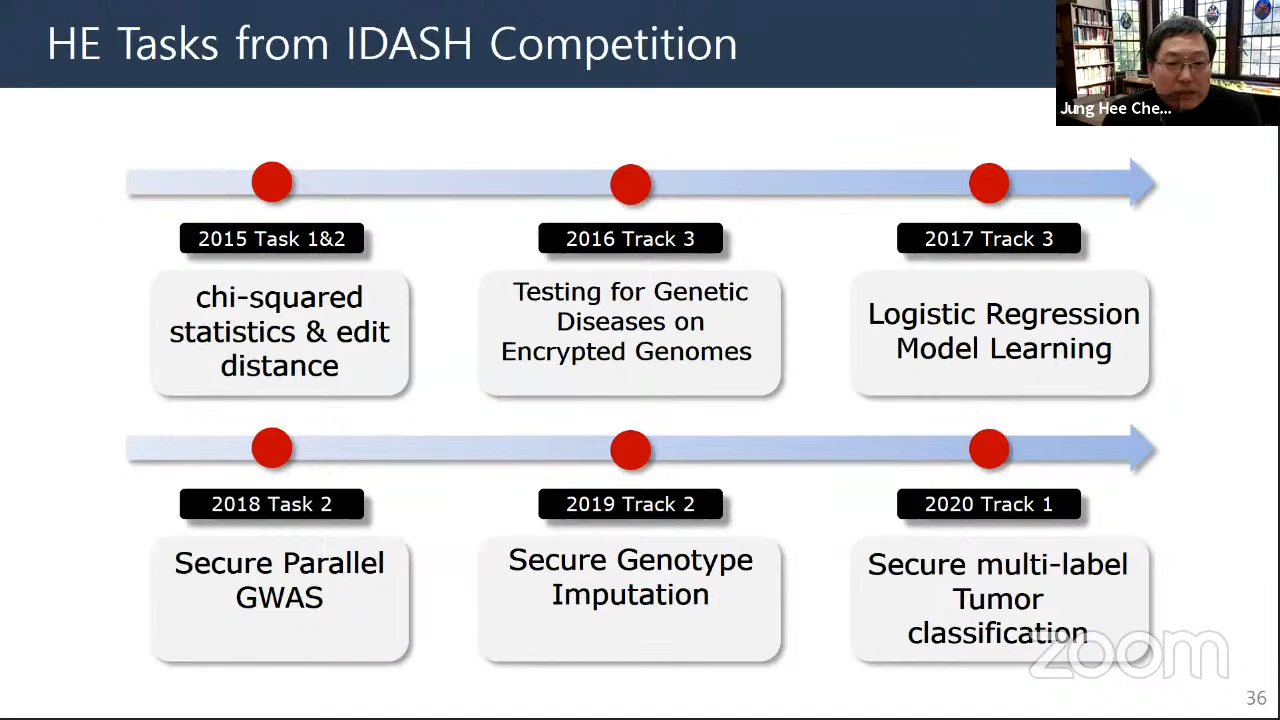 HE Tasks from IDASH Competition
Jung Hee Che...
2015 Task 1&2
2016 Track 3
2017 Track 3
chi-squared
statistics & edit
distance
Testing for Genetic
Diseases on
Encrypted Genomes
Logistic Regression
Model Learning
2018 Task 2
2019 Track 2
2020 Track 1
Secure Parallel
GWAS
Secure Genotype
Imputation
Secure multi-label
Tumor
classification
zoom
36